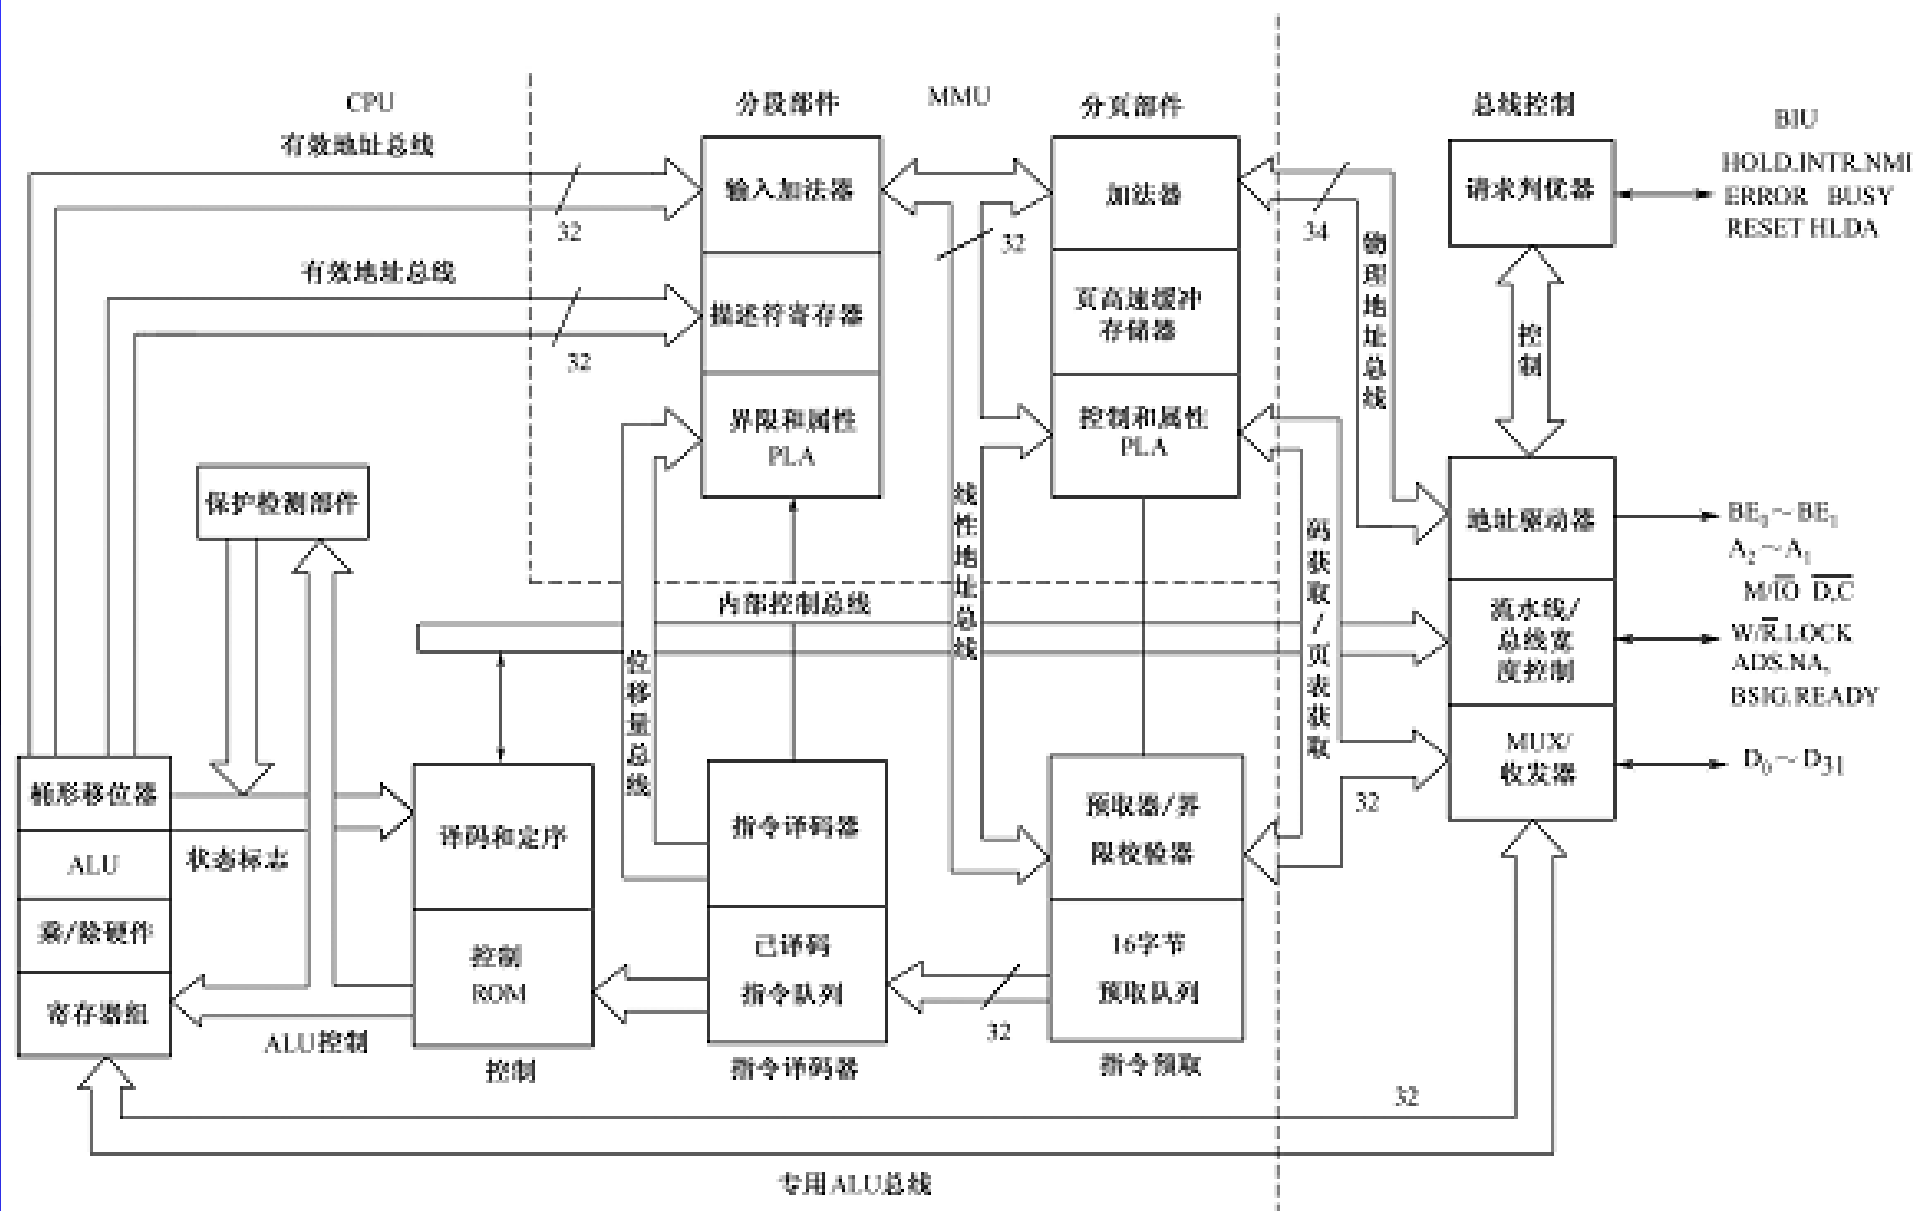 CPU
分段部件
MMU
分页部件
总线控制
BIU
有效地址总线
32
有效地址总线
32
输入加法器
描述符寄存器
界限和属性
PLA
32
加法器
页高速缓冲
存储器
控制和属性
PLA
34
物理地址总线
请求判优器
HOLD.INTR.NMI
ERROR BUSY
RESET HLDA
控制
保护检测部件
内部控制总线
位移量总线
线性地址总线
码获取/页表获取
地址驱动器
流水线/
总线宽
度控制
MUX/
收发器
BE₀～BE₁
A₂～A₁
M/I̅O̅ D̅.̅C̅
W/R̅.LOCK
ADS.NA,
BSIG.READY
D₀～D₃₁
32
桶形移位器
ALU
乘/除硬件
寄存器组
状态标志
ALU控制
译码和定序
控制
ROM
控制
指令译码器
已译码
指令队列
指令译码器
32
预取器/界
限校验器
16字节
预取队列
指令预取
32
专用ALU总线